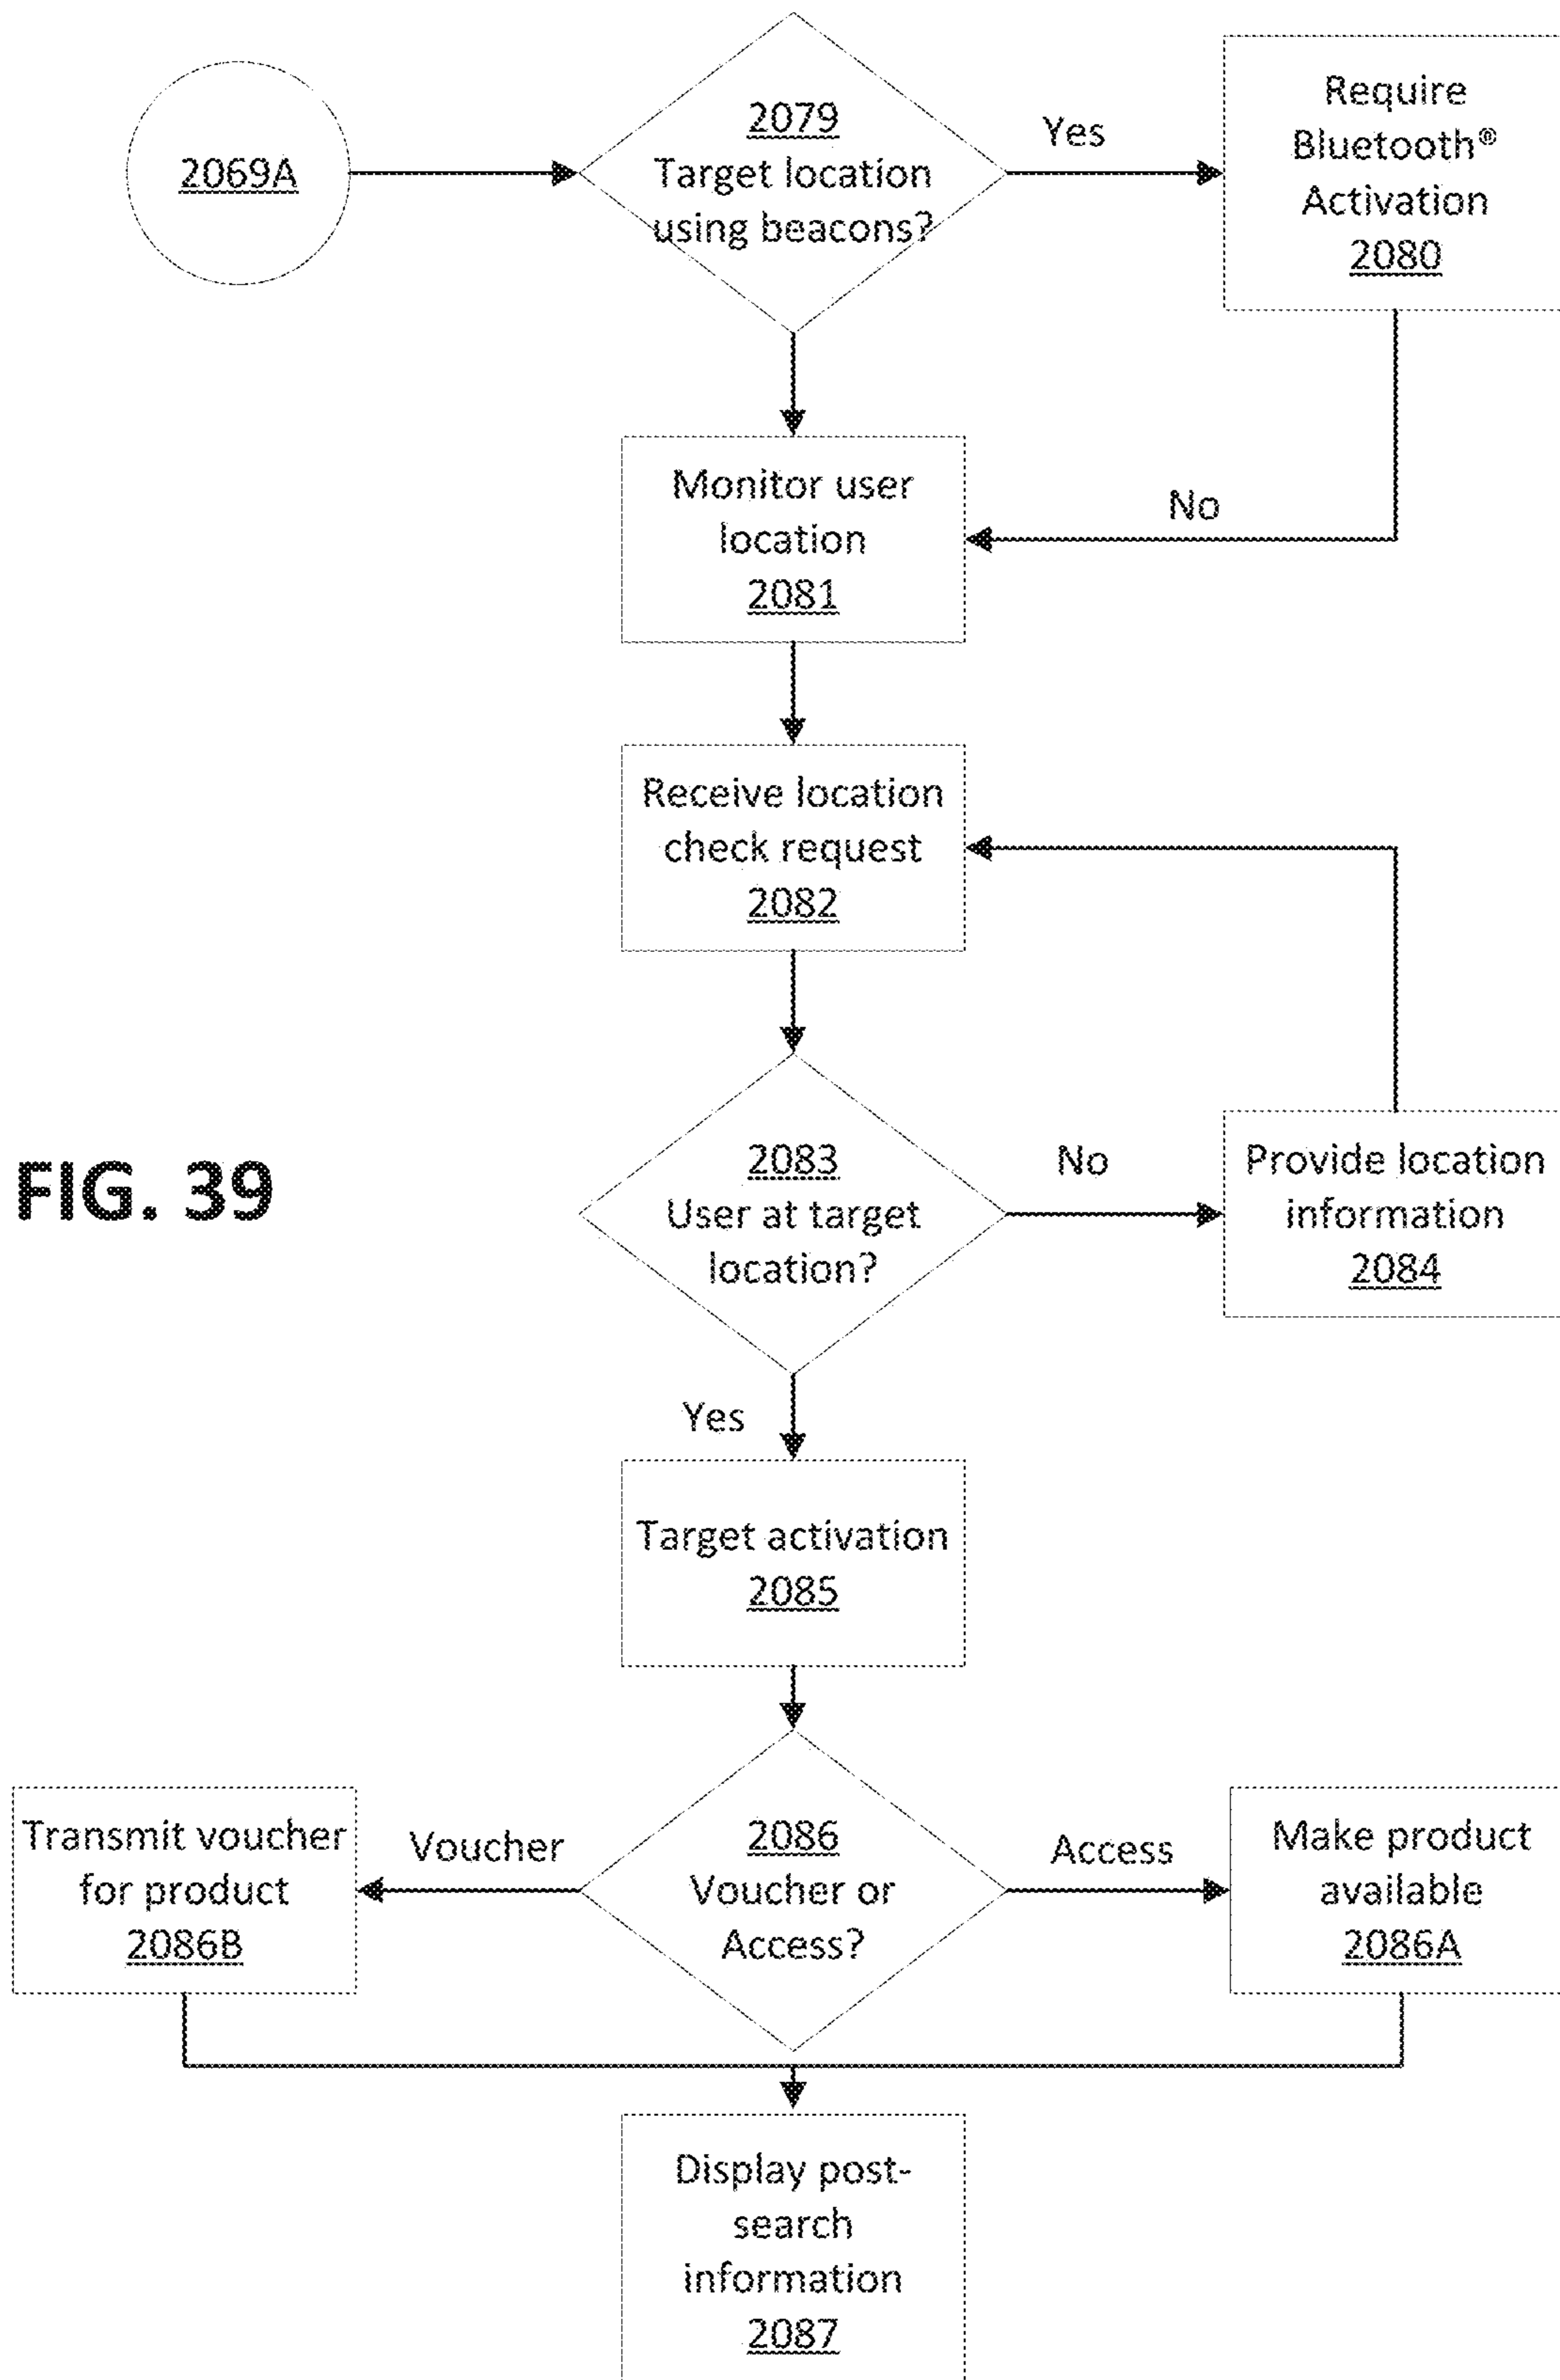 2069A
2079
Target location
using beacons?
Yes
Require
Bluetooth®
Activation
2080
Monitor user
location
2081
No
Receive location
check request
2082
FIG. 39
2083
User at target
location?
No
Provide location
information
2084
Yes
Target activation
2085
Transmit voucher
for product
2086B
Voucher
2086
Voucher or
Access?
Access
Make product
available
2086A
Display post-
search
information
2087